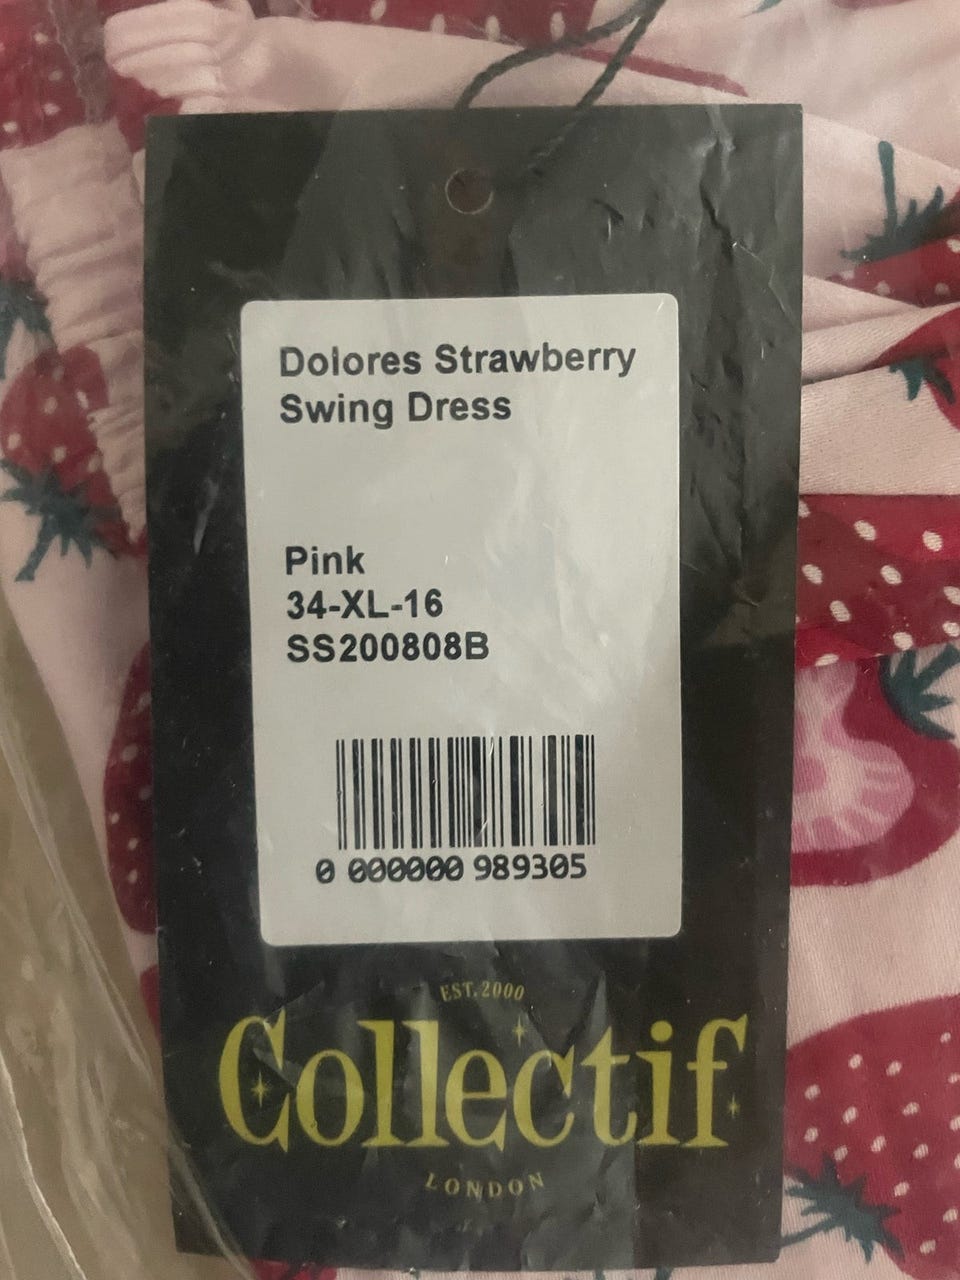 Dolores Strawberry
Swing Dress
Pink
34-XL-16
SS200808B
0 000000 989305
EST. 2000
Collectif
LONDON